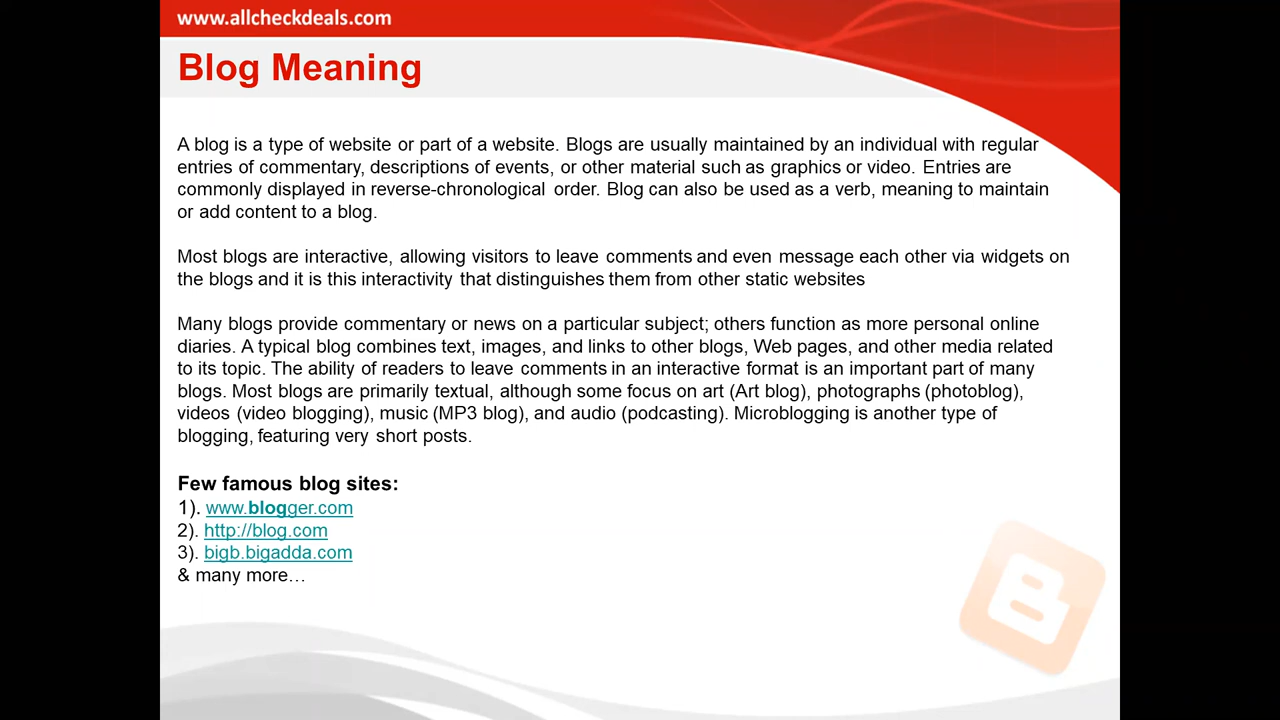 www.allcheckdeals.com
Blog Meaning
A blog is a type of website or part of a website. Blogs are usually maintained by an individual with regular
entries of commentary, descriptions of events, or other material such as graphics or video. Entries are
commonly displayed in reverse-chronological order. Blog can also be used as a verb, meaning to maintain
or add content to a blog.
Most blogs are interactive, allowing visitors to leave comments and even message each other via widgets on
the blogs and it is this interactivity that distinguishes them from other static websites
Many blogs provide commentary or news on a particular subject; others function as more personal online
diaries. A typical blog combines text, images, and links to other blogs, Web pages, and other media related
to its topic. The ability of readers to leave comments in an interactive format is an important part of many
blogs. Most blogs are primarily textual, although some focus on art (Art blog), photographs (photoblog),
videos (video blogging), music (MP3 blog), and audio (podcasting). Microblogging is another type of
blogging, featuring very short posts.
Few famous blog sites:
1). www.blogger.com
2). http://blog.com
3). bigb.bigadda.com
& many more…